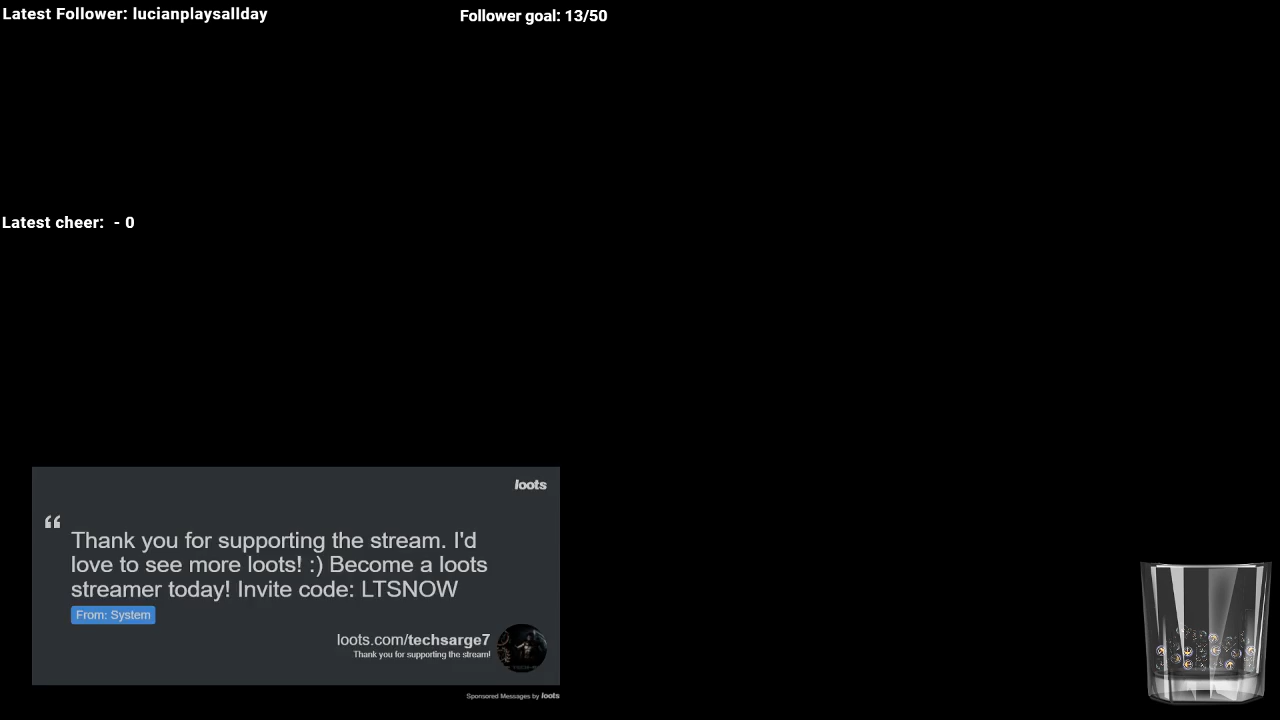 Latest Follower: lucianplaysallday
Follower goal: 13/50
Latest cheer:  - 0
loots
“
Thank you for supporting the stream. I'd
love to see more loots! :) Become a loots
streamer today! Invite code: LTSNOW
From: System
loots.com/techsarge7
Thank you for supporting the stream!
Sponsored Messages by loots